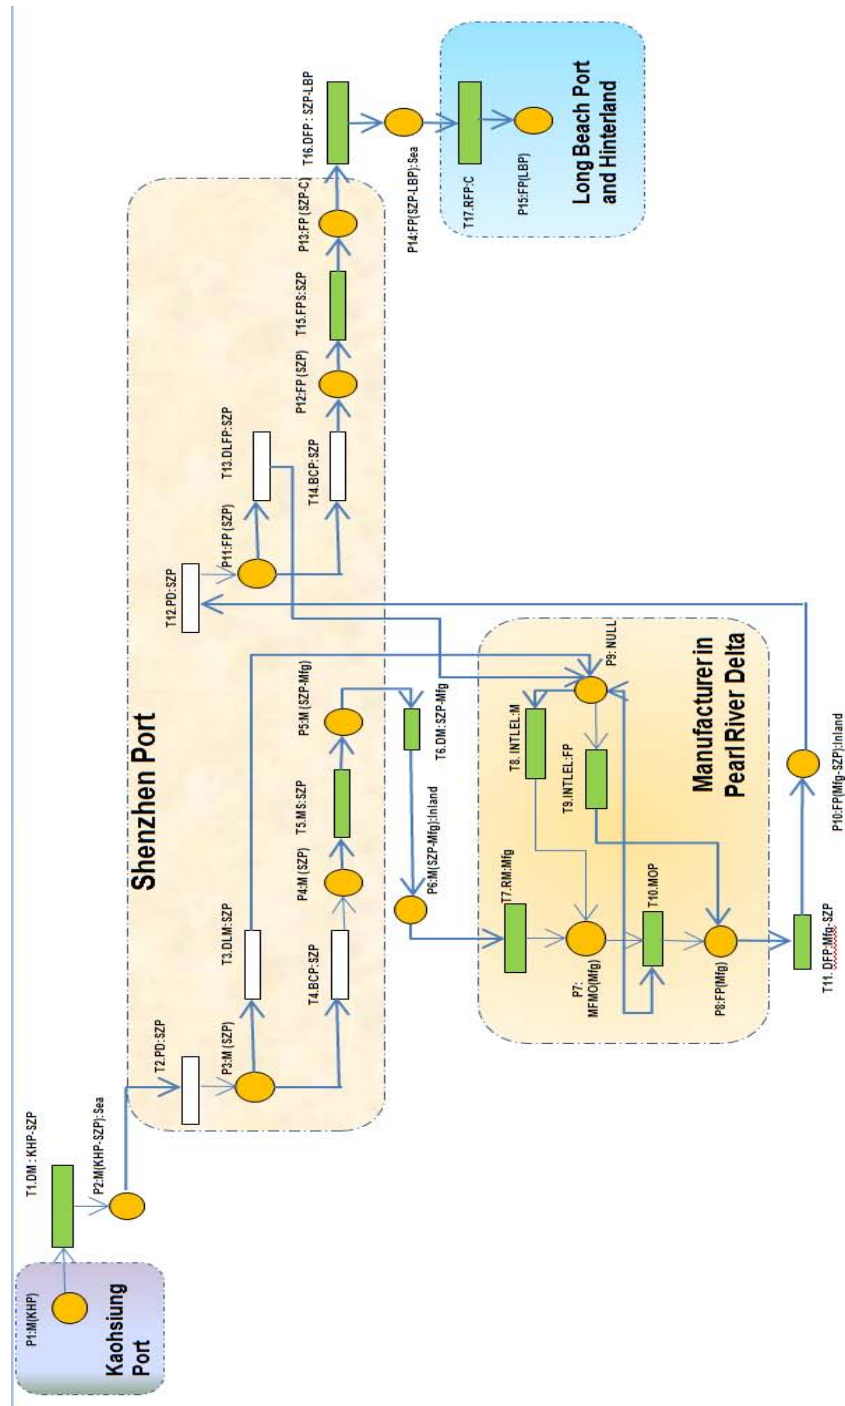 Kaohsiung
Port
P1:M(KHP)
T1.DM : KHP-SZP
P2:M(KHP-SZP):Sea
Shenzhen Port
T2.PD:SZP
P3:M (SZP)
T3.DLM:SZP
T4.BCP:SZP
P4:M (SZP)
T5.MS:SZP
P5:M (SZP-Mfg)
T6.DM: SZP-Mfg
P6:M(SZP-Mfg):Inland
T7.RM:Mfg
P7:
MFMO(Mfg)
T8. INTLEL:M
T9.INTLEL:FP
P9: NULL
T10.MOP
P8:FP(Mfg)
Manufacturer in
Pearl River Delta
T11. DFP:Mfg-SZP
P10:FP(Mfg-SZP):Inland
T12.PD:SZP
P11:FP (SZP)
T13.DLFP:SZP
T14.BCP:SZP
P12:FP (SZP)
T15.FPS:SZP
P13:FP (SZP-C)
T16.DFP : SZP-LBP
P14:FP(SZP-LBP):Sea
T17.RFP:C
P15:FP(LBP)
Long Beach Port
and Hinterland